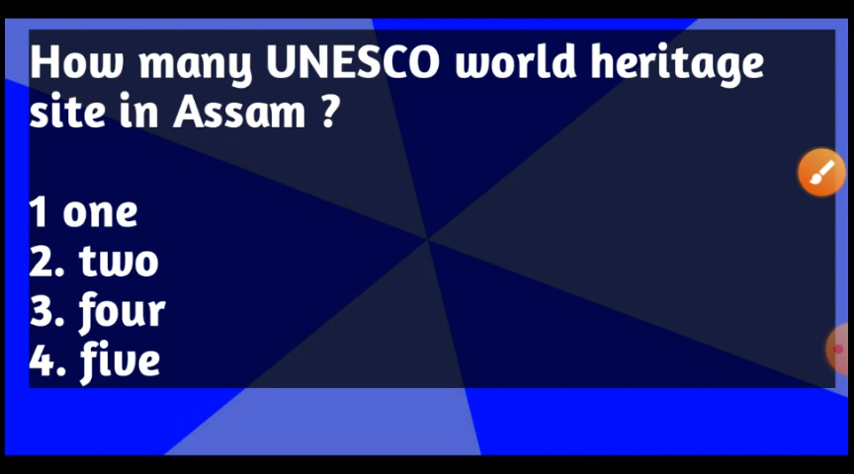 How many UNESCO world heritage
site in Assam ?
1 one
2. two
3. four
4. five